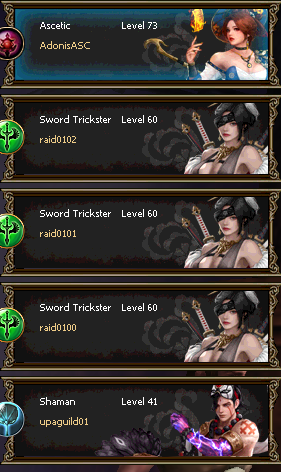 Ascetic Level 73
AdonisASC
Sword Trickster Level 60
raid0102
Sword Trickster Level 60
raid0101
Sword Trickster Level 60
raid0100
Shaman Level 41
upaguild01